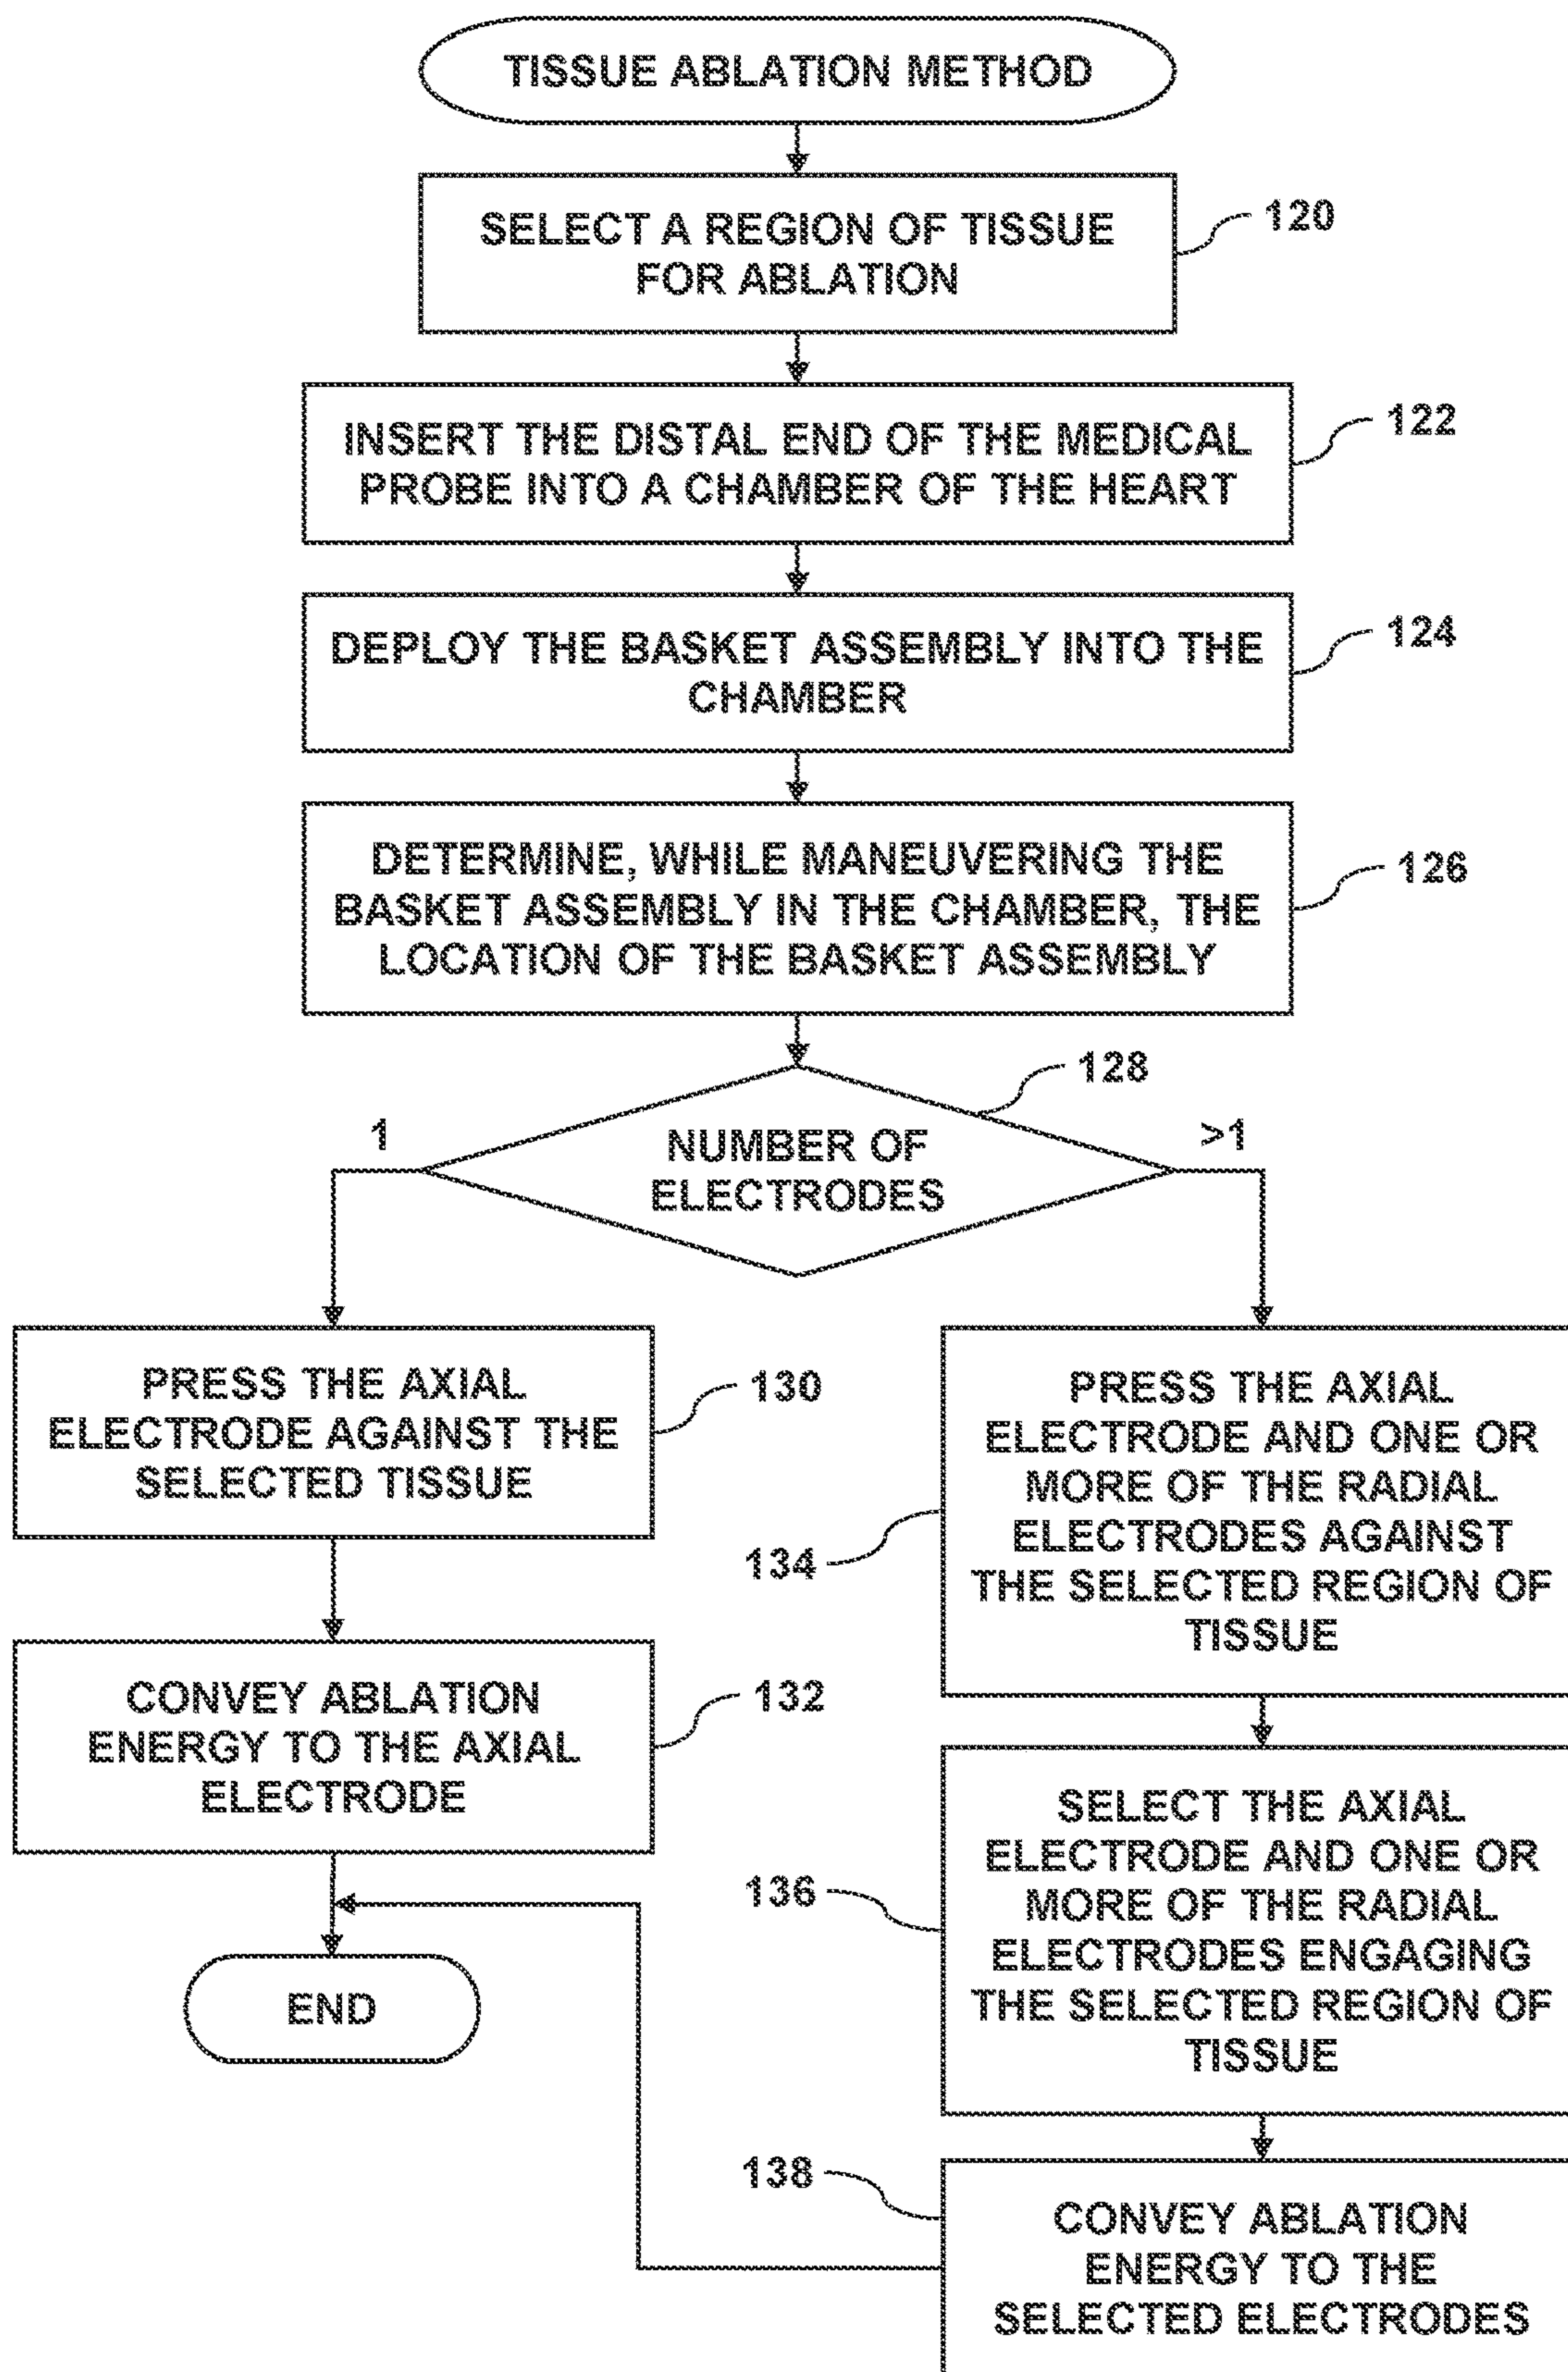 TISSUE ABLATION METHOD
SELECT A REGION OF TISSUE
FOR ABLATION
120
INSERT THE DISTAL END OF THE MEDICAL
PROBE INTO A CHAMBER OF THE HEART
122
DEPLOY THE BASKET ASSEMBLY INTO THE
CHAMBER
124
DETERMINE, WHILE MANEUVERING THE
BASKET ASSEMBLY IN THE CHAMBER, THE
LOCATION OF THE BASKET ASSEMBLY
126
128
1
NUMBER OF
ELECTRODES
>1
PRESS THE AXIAL
ELECTRODE AGAINST THE
SELECTED TISSUE
130
CONVEY ABLATION
ENERGY TO THE AXIAL
ELECTRODE
132
END
PRESS THE AXIAL
ELECTRODE AND ONE OR
MORE OF THE RADIAL
ELECTRODES AGAINST
THE SELECTED REGION OF
TISSUE
134
SELECT THE AXIAL
ELECTRODE AND ONE OR
MORE OF THE RADIAL
ELECTRODES ENGAGING
THE SELECTED REGION OF
TISSUE
136
138
CONVEY ABLATION
ENERGY TO THE
SELECTED ELECTRODES